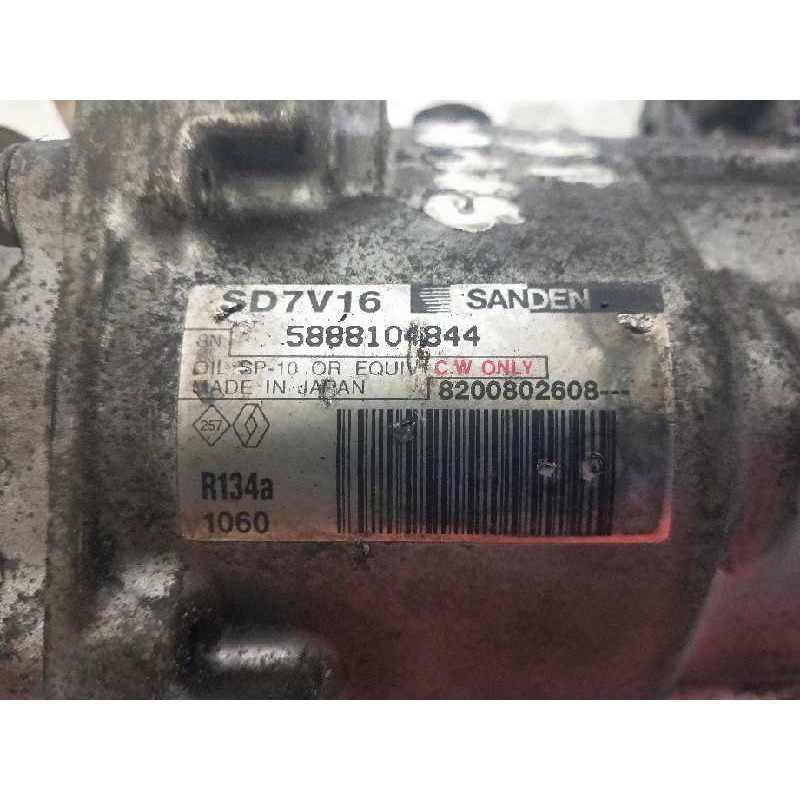 SD7V16 SANDEN
SN 5888104844
OIL SP-10 OR EQUIV C.W ONLY
MADE IN JAPAN 8200802608---
257
R134a
1060